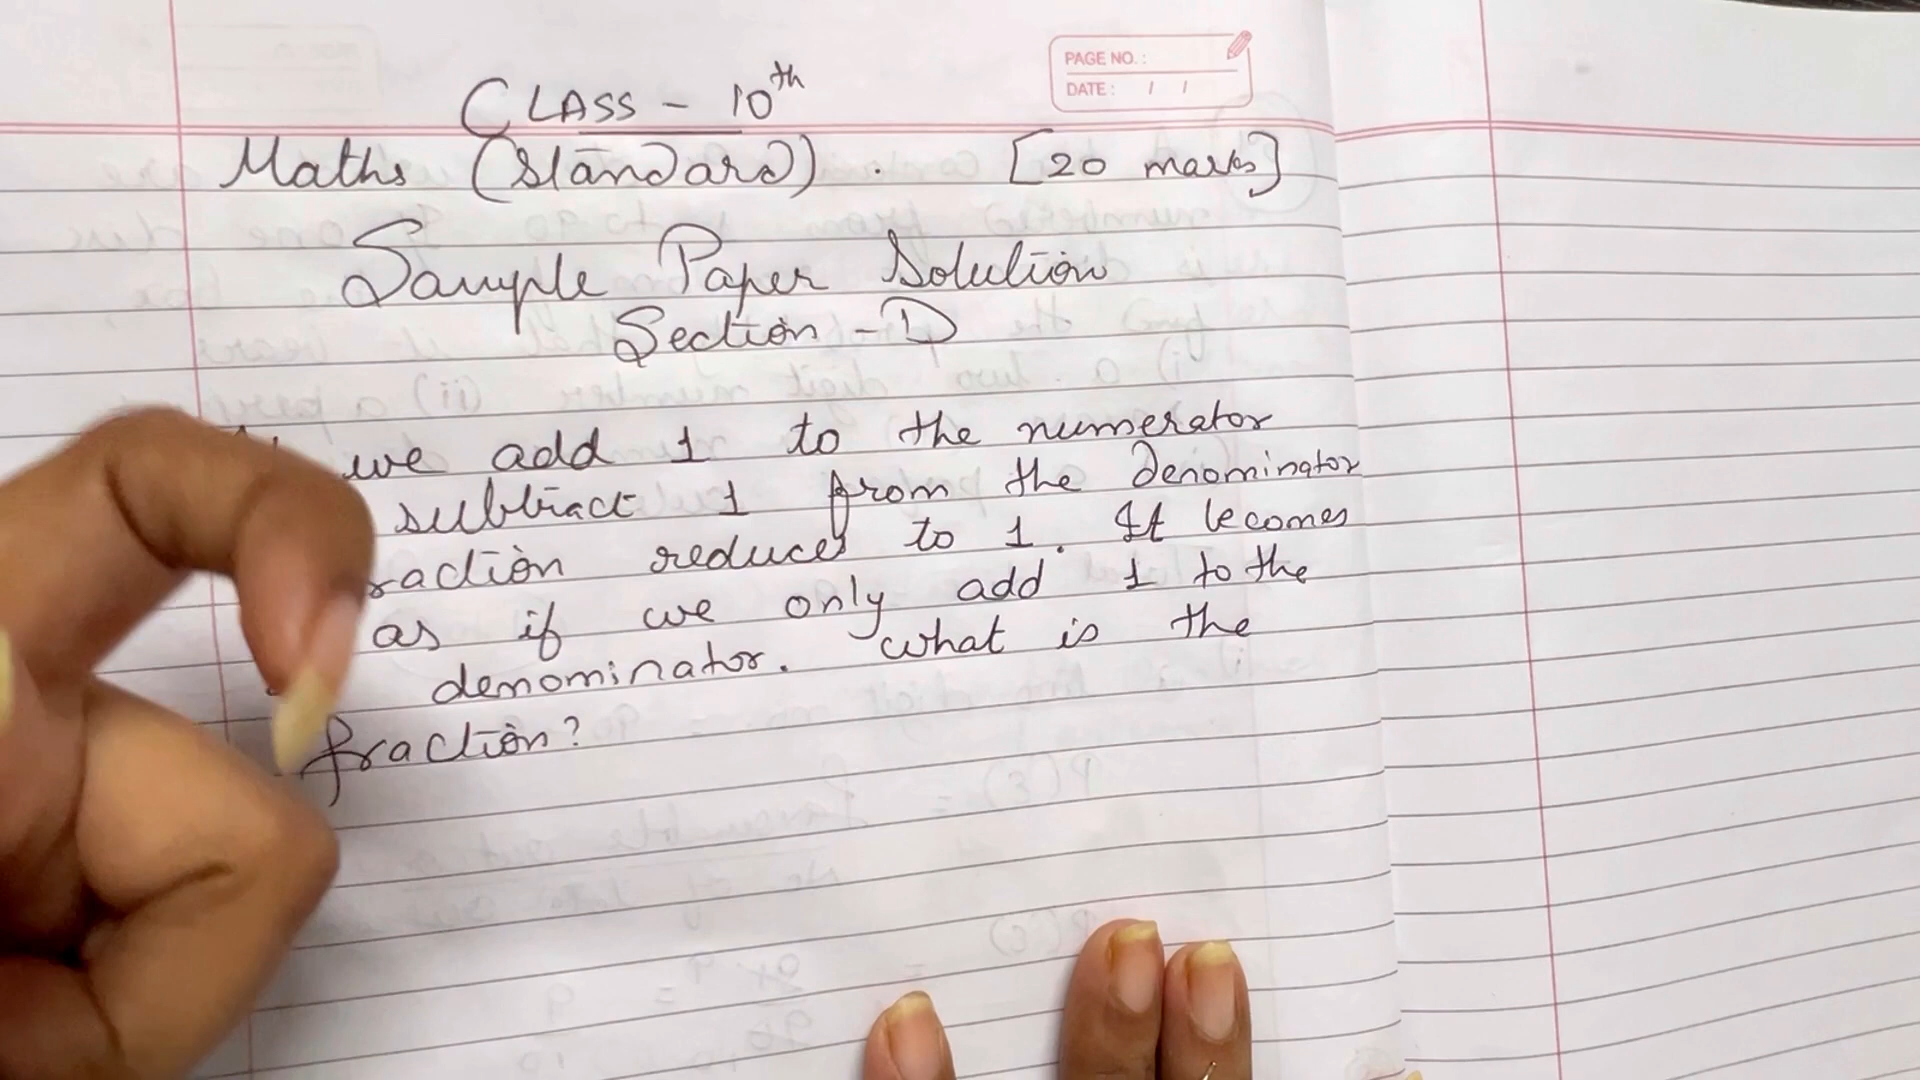 CLASS - 10th
PAGE NO. :
DATE : / /
Maths (Standard) . [20 marks]
Sample Paper Solution
Section - D
we add 1 to the numerator
subtract 1 from the denominator
raction reduces to 1. It becomes
as if we only add 1 to the
denominator. what is the
fraction?